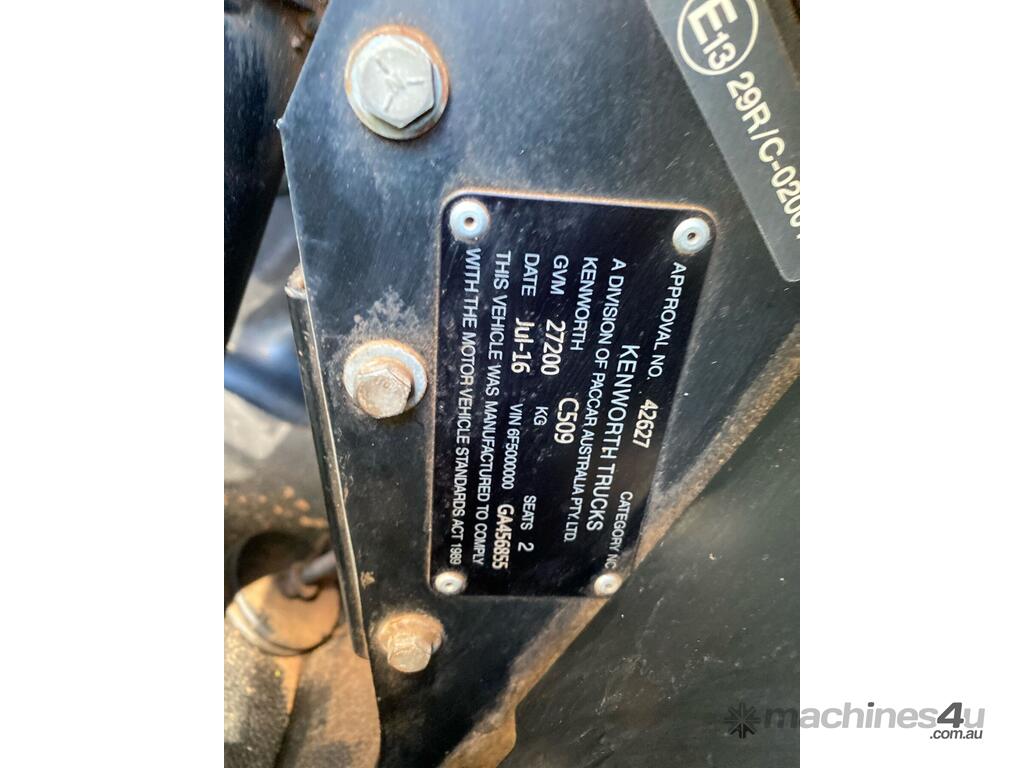 APPROVAL NO. 42627 CATEGORY NC
KENWORTH TRUCKS
A DIVISION OF PACCAR AUSTRALIA PTY. LTD.
KENWORTH C509
GVM 27200 KG SEATS 2
DATE Jul-16 VIN 6F5000000 GA456855
THIS VEHICLE WAS MANUFACTURED TO COMPLY
WITH THE MOTOR VEHICLE STANDARDS ACT 1989
E13
29R/C-02001
machines4u
.com.au